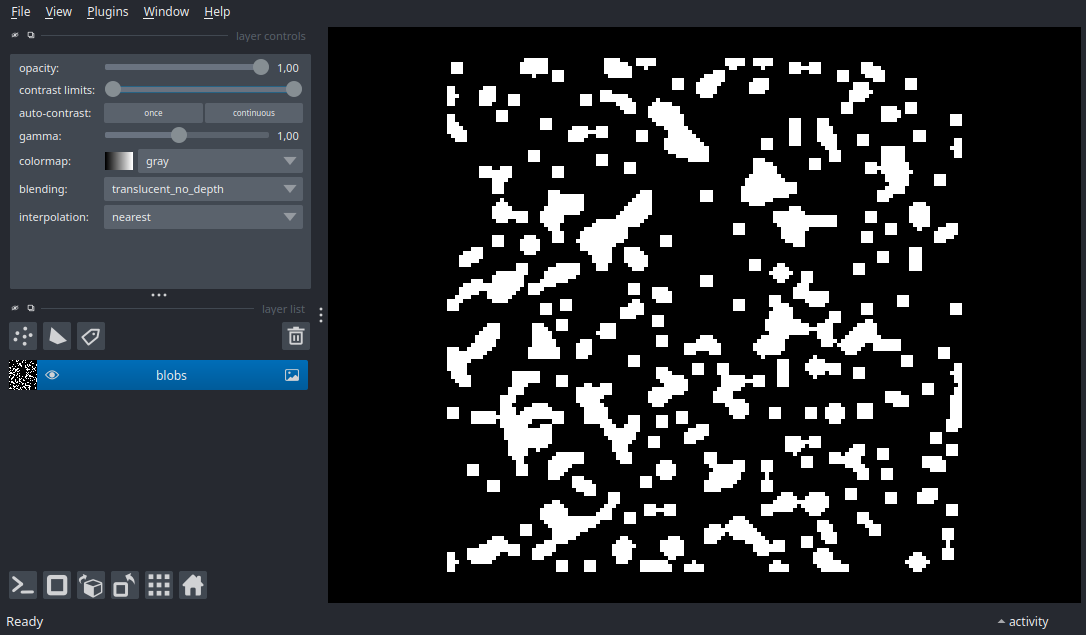 File View Plugins Window Help
layer controls
opacity: 1,00
contrast limits:
auto-contrast: once continuous
gamma: 1,00
colormap: gray
blending: translucent_no_depth
interpolation: nearest
layer list
blobs
Ready activity